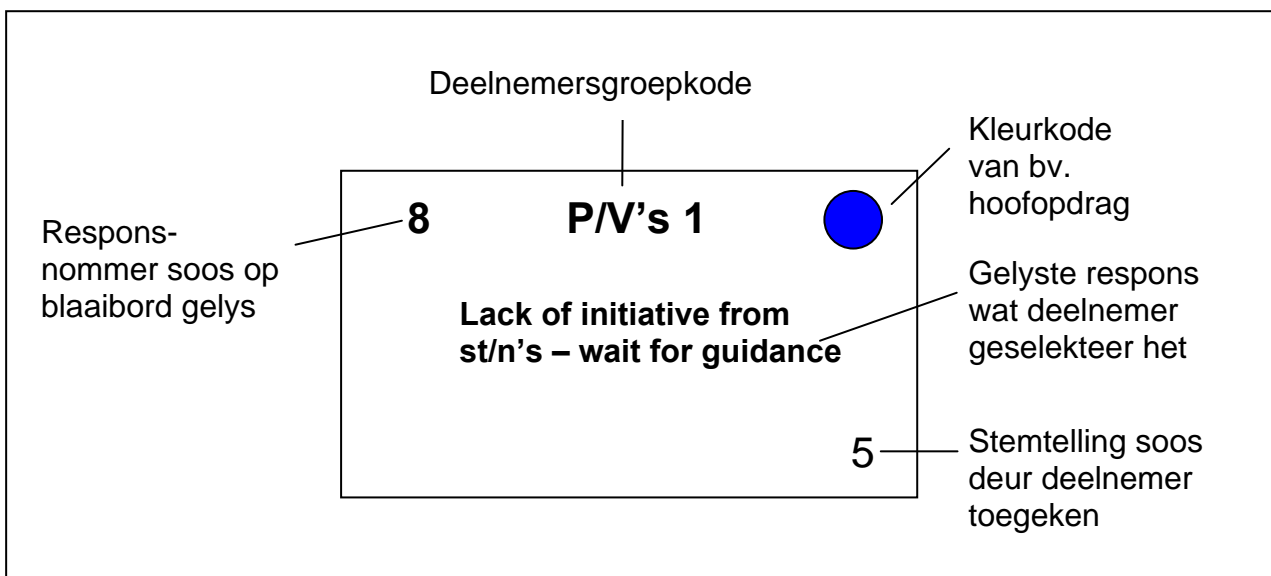 Deelnemersgroepkode
Kleurkode
van bv.
hoofopdrag
8
P/V’s 1
Respons-
nommer soos op
blaaibord gelys
Gelyste respons
wat deelnemer
geselekteer het
Lack of initiative from
st/n’s – wait for guidance
5
Stemtelling soos
deur deelnemer
toegeken